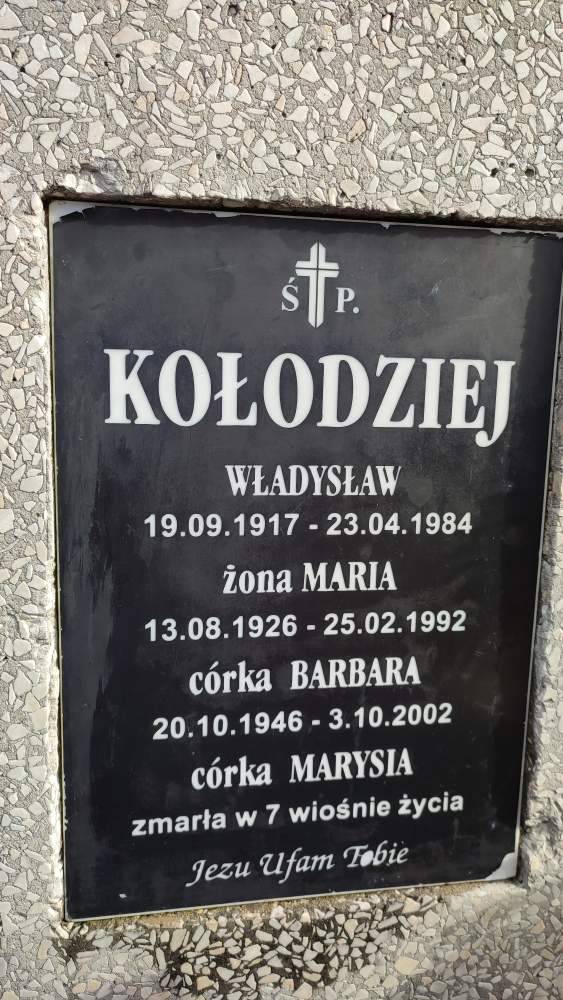 Ś P.
KOŁODZIEJ
WŁADYSŁAW
19.09.1917 - 23.04.1984
żona MARIA
13.08.1926 - 25.02.1992
córka BARBARA
20.10.1946 - 3.10.2002
córka MARYSIA
zmarła w 7 wiośnie życia
Jezu Ufam Tobie